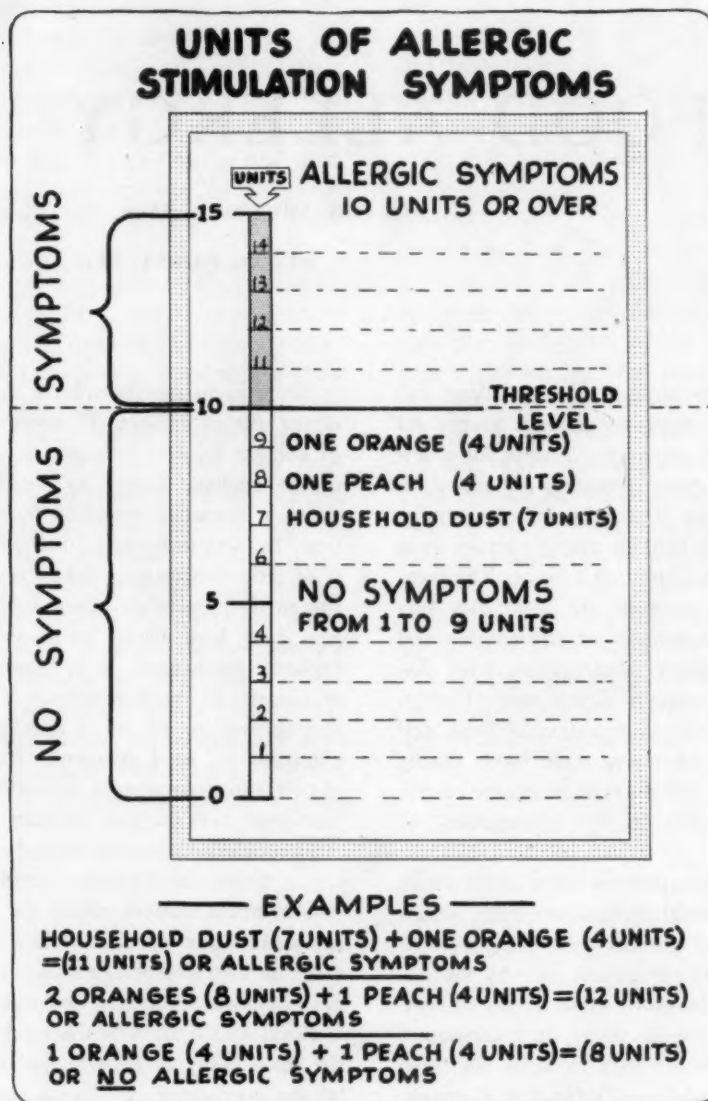 UNITS OF ALLERGIC
STIMULATION SYMPTOMS
UNITS
ALLERGIC SYMPTOMS
10 UNITS OR OVER
15
14
13
12
11
SYMPTOMS
10
THRESHOLD
LEVEL
9 ONE ORANGE (4 UNITS)
8 ONE PEACH (4 UNITS)
7 HOUSEHOLD DUST (7 UNITS)
6
5
NO SYMPTOMS
FROM 1 TO 9 UNITS
4
3
2
1
0
NO SYMPTOMS
EXAMPLES
HOUSEHOLD DUST (7 UNITS) + ONE ORANGE (4 UNITS)
=(11 UNITS) OR ALLERGIC SYMPTOMS
2 ORANGES (8 UNITS) + 1 PEACH (4 UNITS)=(12 UNITS)
OR ALLERGIC SYMPTOMS
1 ORANGE (4 UNITS) + 1 PEACH (4 UNITS)=(8 UNITS)
OR NO ALLERGIC SYMPTOMS